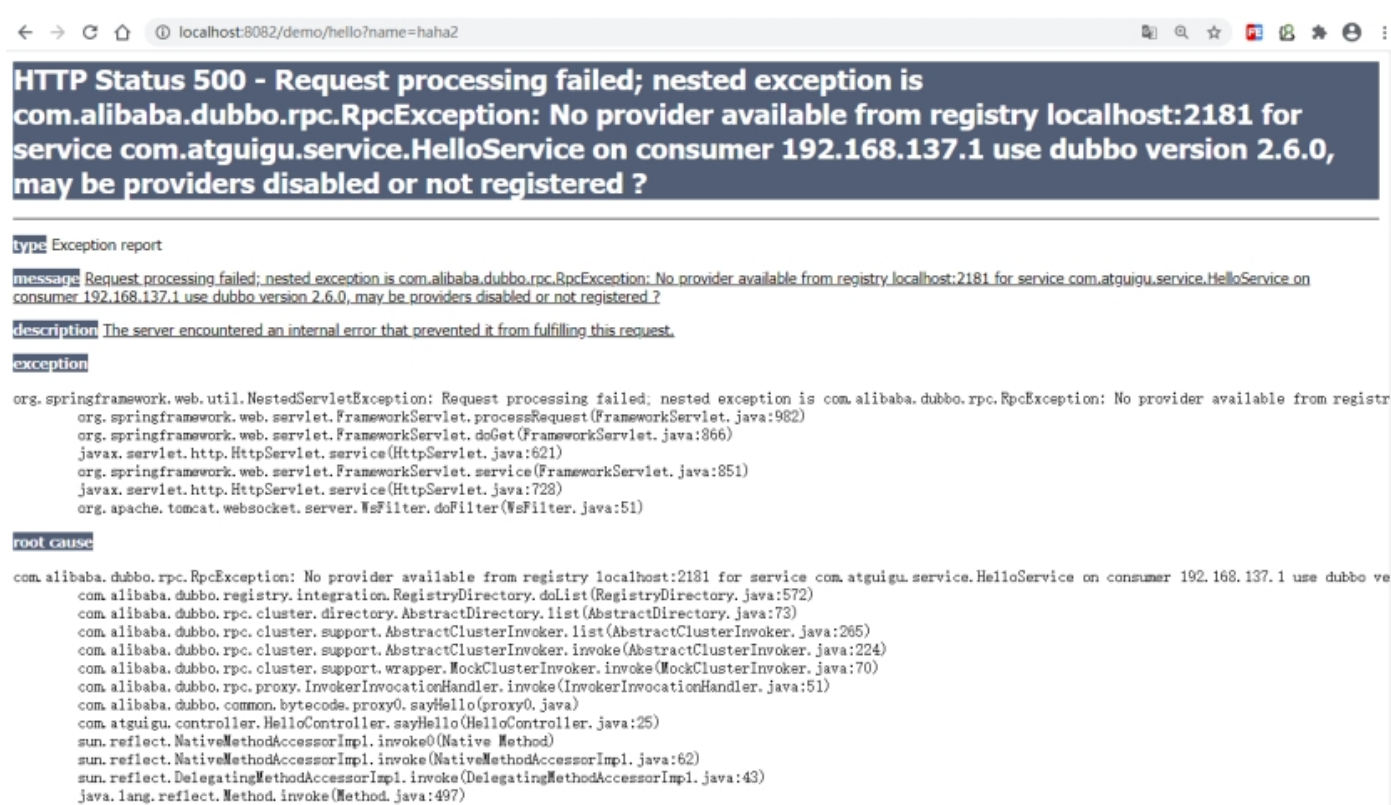 localhost:8082/demo/hello?name=haha2
HTTP Status 500 - Request processing failed; nested exception is
com.alibaba.dubbo.rpc.RpcException: No provider available from registry localhost:2181 for
service com.atguigu.service.HelloService on consumer 192.168.137.1 use dubbo version 2.6.0,
may be providers disabled or not registered ?
type Exception report
message Request processing failed; nested exception is com.alibaba.dubbo.rpc.RpcException: No provider available from registry localhost:2181 for service com.atguigu.service.HelloService on
consumer 192.168.137.1 use dubbo version 2.6.0, may be providers disabled or not registered ?
description The server encountered an internal error that prevented it from fulfilling this request.
exception
org.springframework.web.util.NestedServletException: Request processing failed; nested exception is com.alibaba.dubbo.rpc.RpcException: No provider available from registr
org.springframework.web.servlet.FrameworkServlet.processRequest(FrameworkServlet.java:982)
org.springframework.web.servlet.FrameworkServlet.doGet(FrameworkServlet.java:866)
javax.servlet.http.HttpServlet.service(HttpServlet.java:621)
org.springframework.web.servlet.FrameworkServlet.service(FrameworkServlet.java:851)
javax.servlet.http.HttpServlet.service(HttpServlet.java:728)
org.apache.tomcat.websocket.server.WsFilter.doFilter(WsFilter.java:51)
root cause
com.alibaba.dubbo.rpc.RpcException: No provider available from registry localhost:2181 for service com.atguigu.service.HelloService on consumer 192.168.137.1 use dubbo ve
com.alibaba.dubbo.registry.integration.RegistryDirectory.doList(RegistryDirectory.java:572)
com.alibaba.dubbo.rpc.cluster.directory.AbstractDirectory.list(AbstractDirectory.java:73)
com.alibaba.dubbo.rpc.cluster.support.AbstractClusterInvoker.list(AbstractClusterInvoker.java:265)
com.alibaba.dubbo.rpc.cluster.support.AbstractClusterInvoker.invoke(AbstractClusterInvoker.java:224)
com.alibaba.dubbo.rpc.cluster.support.wrapper.MockClusterInvoker.invoke(MockClusterInvoker.java:70)
com.alibaba.dubbo.rpc.proxy.InvokerInvocationHandler.invoke(InvokerInvocationHandler.java:51)
com.alibaba.dubbo.common.bytecode.proxy0.sayHello(proxy0.java)
com.atguigu.controller.HelloController.sayHello(HelloController.java:25)
sun.reflect.NativeMethodAccessorImpl.invoke0(Native Method)
sun.reflect.NativeMethodAccessorImpl.invoke(NativeMethodAccessorImpl.java:62)
sun.reflect.DelegatingMethodAccessorImpl.invoke(DelegatingMethodAccessorImpl.java:43)
java.lang.reflect.Method.invoke(Method.java:497)